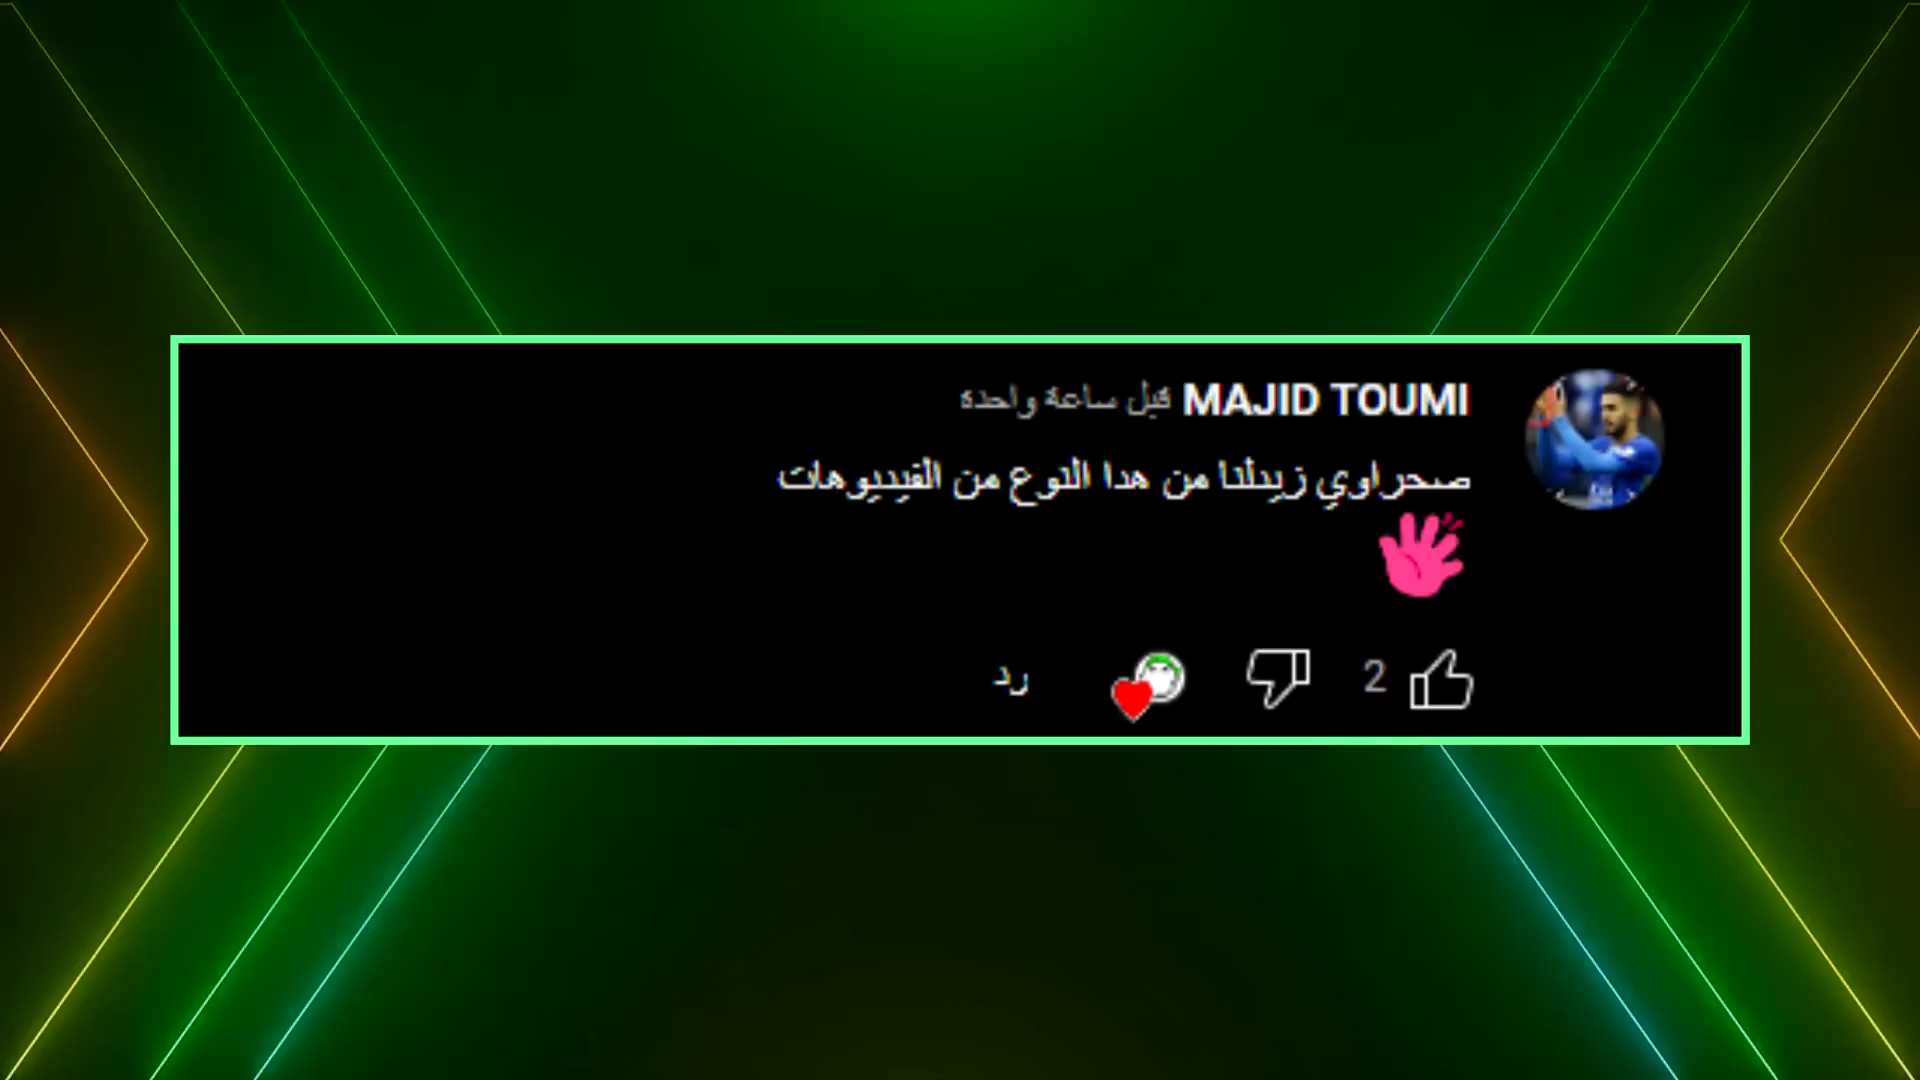 MAJID TOUMI قبل ساعة واحدة
صحراوي زيدلنا من هدا النوع من الفيديوهات
2
رد